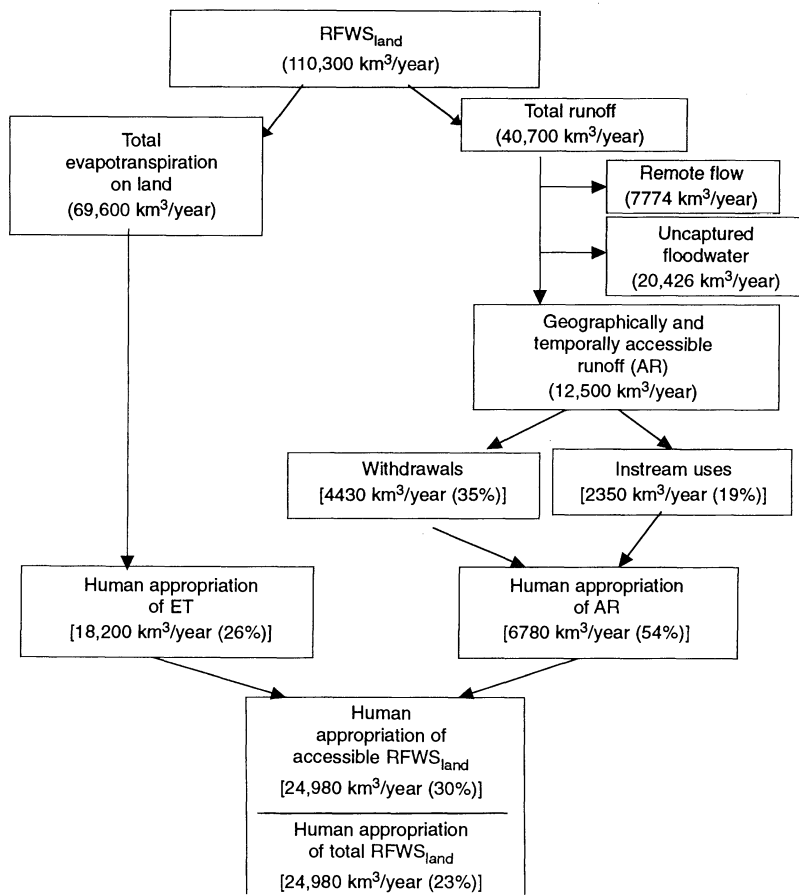 RFWSland
(110,300 km³/year)
Total runoff
(40,700 km³/year)
Total
evapotranspiration
on land
(69,600 km³/year)
Remote flow
(7774 km³/year)
Uncaptured
floodwater
(20,426 km³/year)
Geographically and
temporally accessible
runoff (AR)
(12,500 km³/year)
Withdrawals
[4430 km³/year (35%)]
Instream uses
[2350 km³/year (19%)]
Human appropriation
of ET
[18,200 km³/year (26%)]
Human appropriation
of AR
[6780 km³/year (54%)]
Human
appropriation of
accessible RFWSland
[24,980 km³/year (30%)]
Human appropriation
of total RFWSland
[24,980 km³/year (23%)]